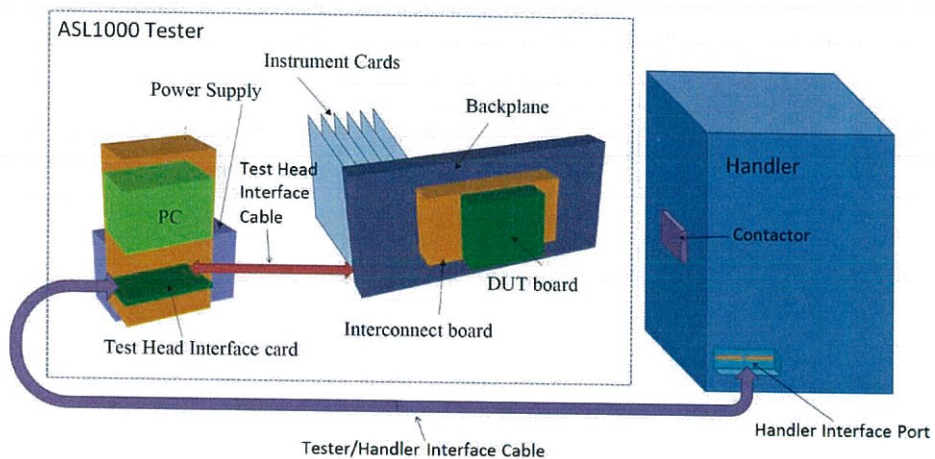 ASL1000 Tester
Instrument Cards
Power Supply
Backplane
Test Head
Interface
Cable
Handler
PC
Contactor
DUT board
Interconnect board
Test Head Interface card
Handler Interface Port
Tester/Handler Interface Cable